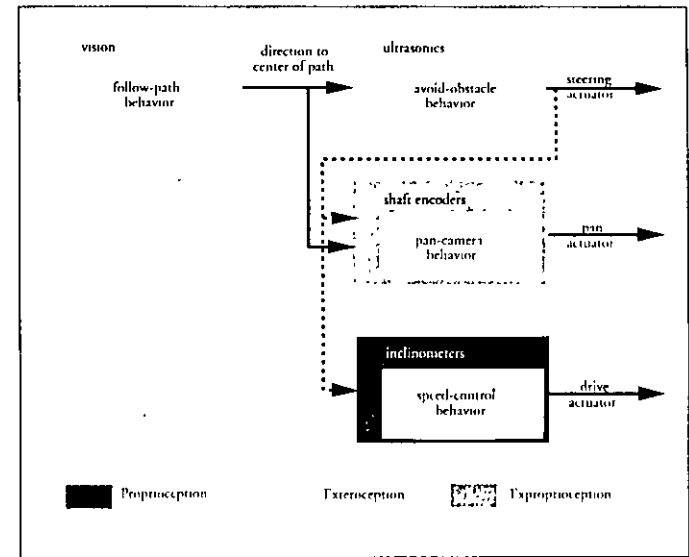 vision
direction to
center of path
ultrasonics
follow-path
behavior
avoid-obstacle
behavior
steering
actuator
shaft encoders
pan-camera
behavior
pan
actuator
inclinometers
speed-control
behavior
drive
actuator
Proprioception
Exteroception
Exproprioception